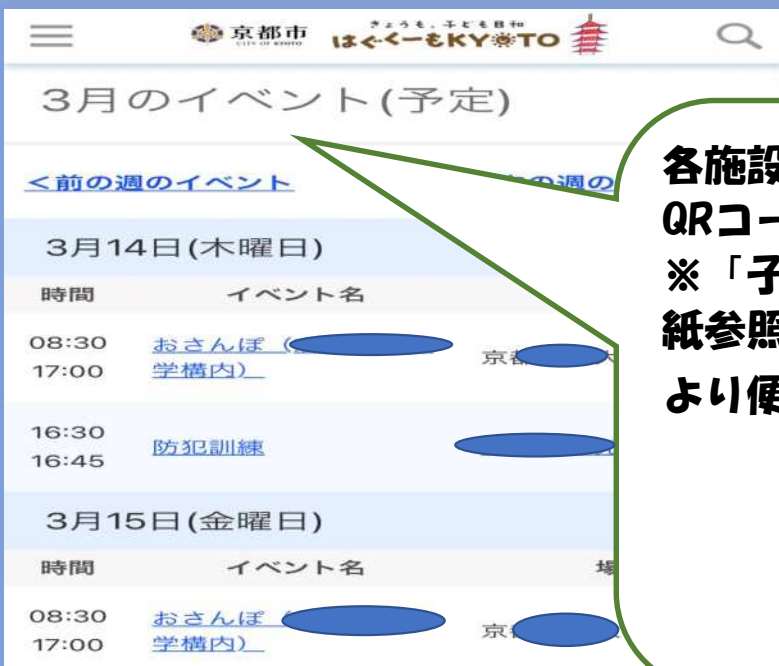 京都市
CITY OF KYOTO
きょうも、子ども日和
はぐくーもKYOTO
3月のイベント(予定)
<前の週のイベント
週の
3月14日(木曜日)
時間 イベント名
08:30
17:00
おさんぽ (
学構内)
京都
16:30
16:45
防犯訓練
3月15日(金曜日)
時間 イベント名 場
08:30
17:00
おさんぽ (
学構内)
京
各施設
QRコー
※「子
紙参照
より便